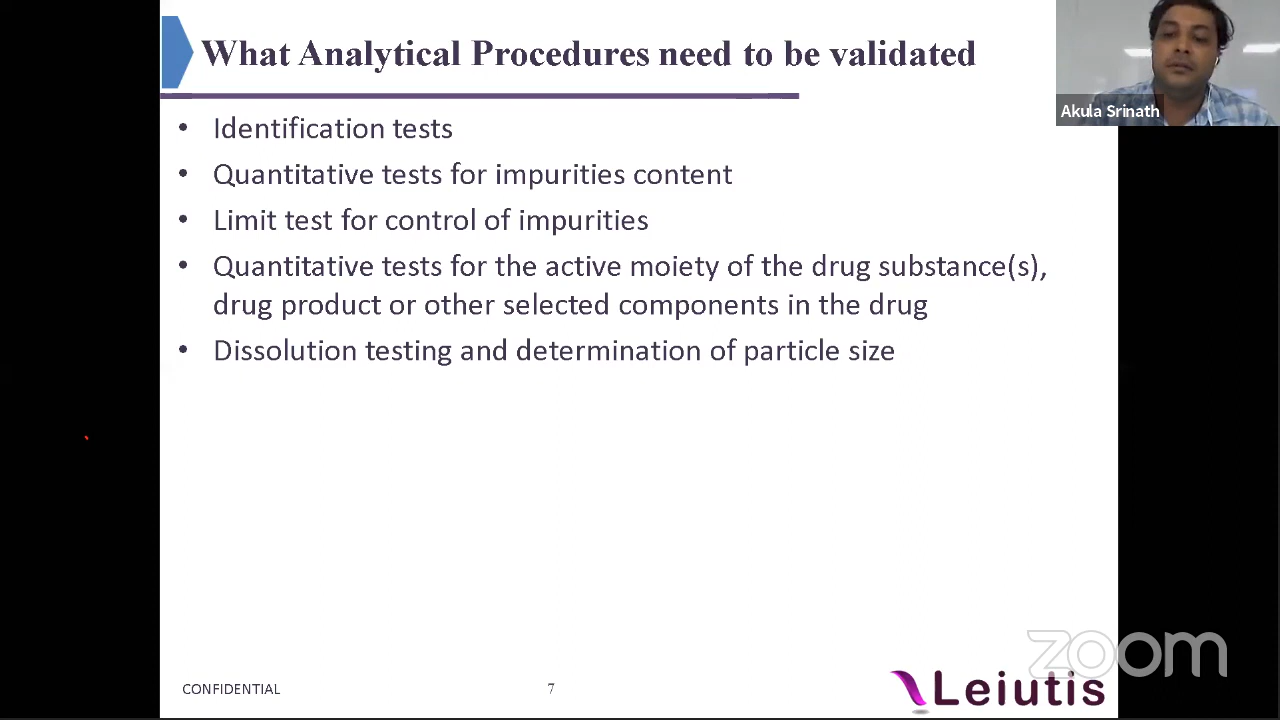 What Analytical Procedures need to be validated
Akula Srinath
• Identification tests
• Quantitative tests for impurities content
• Limit test for control of impurities
• Quantitative tests for the active moiety of the drug substance(s),
drug product or other selected components in the drug
• Dissolution testing and determination of particle size
zoom
CONFIDENTIAL
7
Leiutis